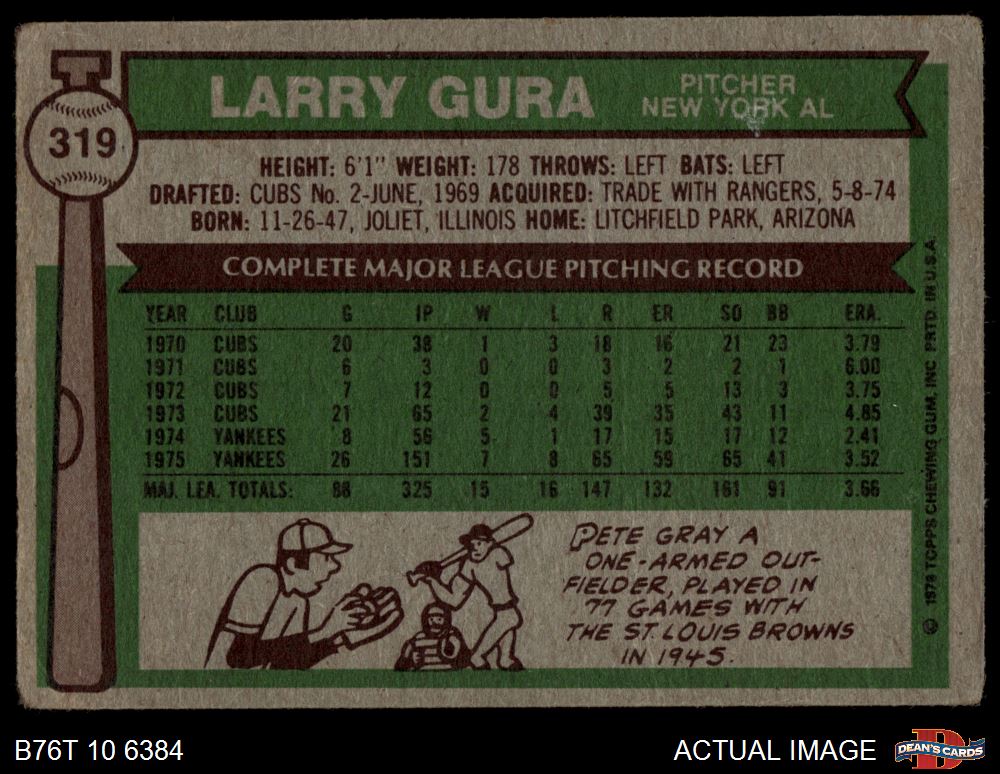 LARRY GURA
PITCHER
NEW YORK AL
319
HEIGHT: 6'1" WEIGHT: 178 THROWS: LEFT BATS: LEFT
DRAFTED: CUBS No. 2-JUNE, 1969 ACQUIRED: TRADE WITH RANGERS, 5-8-74
BORN: 11-26-47, JOLIET, ILLINOIS HOME: LITCHFIELD PARK, ARIZONA
COMPLETE MAJOR LEAGUE PITCHING RECORD
YEAR CLUB G IP W L R ER SO BB ERA.
1970 CUBS 20 38 1 3 18 16 21 23 3.79
1971 CUBS 6 3 0 0 3 2 2 1 6.00
1972 CUBS 7 12 0 0 5 5 13 3 3.75
1973 CUBS 21 65 2 4 39 35 43 11 4.85
1974 YANKEES 8 56 5 1 17 15 17 12 2.41
1975 YANKEES 26 151 7 8 65 59 65 41 3.52
MAJ. LEA. TOTALS: 88 325 15 16 147 132 161 91 3.66
PETE GRAY A
ONE-ARMED OUT-
FIELDER, PLAYED IN
77 GAMES WITH
THE ST. LOUIS BROWNS
IN 1945.
© 1976 TOPPS CHEWING GUM, INC. PRTD. IN U.S.A.
B76T 10 6384
ACTUAL IMAGE
D
DEAN'S CARDS